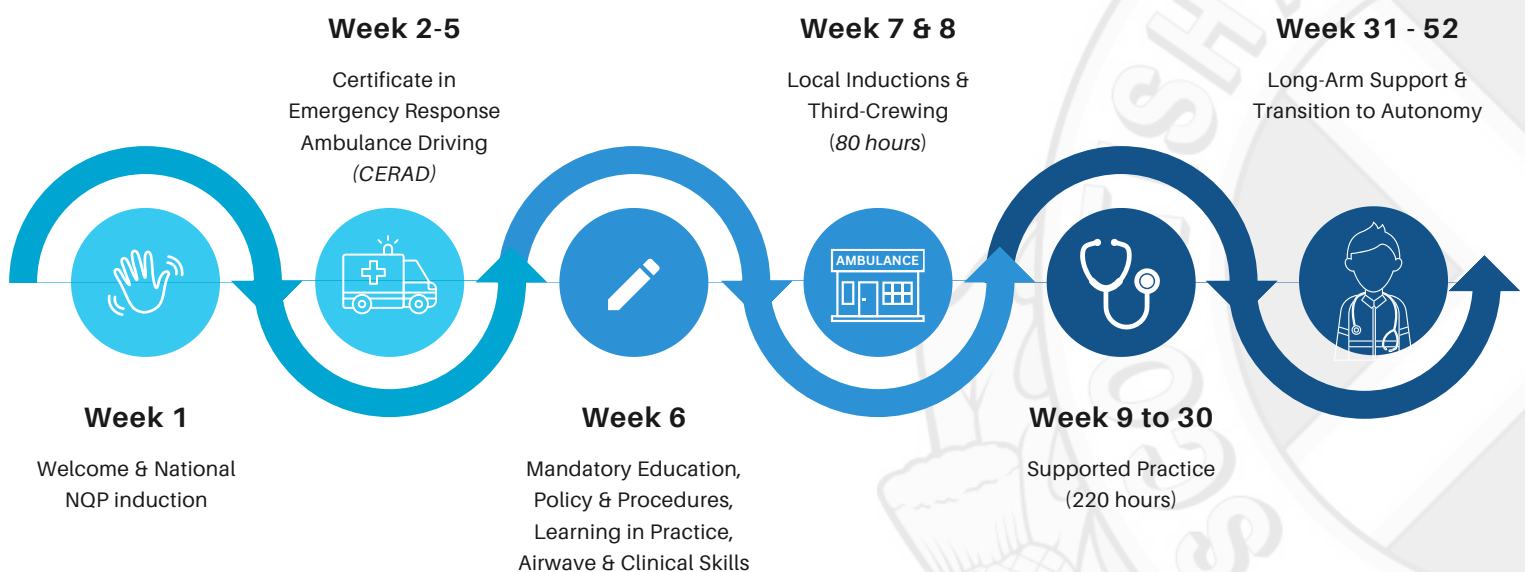 Week 1
Welcome & National
NQP induction
Week 2-5
Certificate in
Emergency Response
Ambulance Driving
(CERAD)
Week 6
Mandatory Education,
Policy & Procedures,
Learning in Practice,
Airwave & Clinical Skills
Week 7 & 8
Local Inductions &
Third-Crewing
(80 hours)
AMBULANCE
Week 9 to 30
Supported Practice
(220 hours)
Week 31 - 52
Long-Arm Support &
Transition to Autonomy